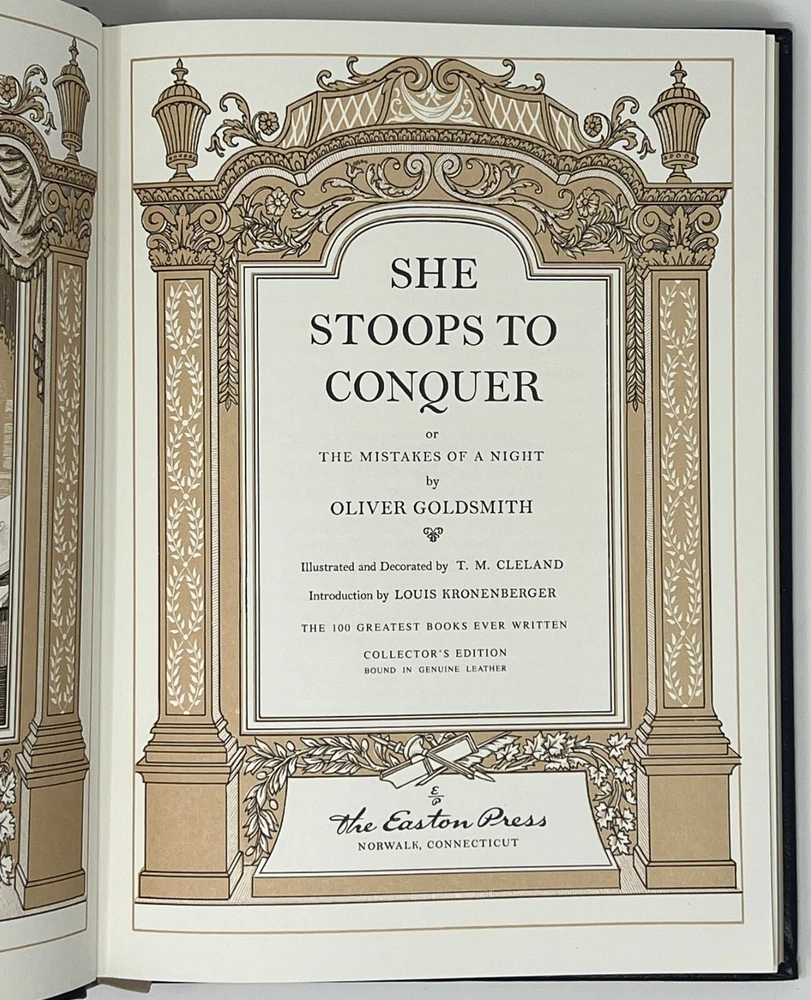 SHE
STOOPS TO
CONQUER
or
THE MISTAKES OF A NIGHT
by
OLIVER GOLDSMITH
Illustrated and Decorated by T. M. CLELAND
Introduction by LOUIS KRONENBERGER
THE 100 GREATEST BOOKS EVER WRITTEN
COLLECTOR'S EDITION
BOUND IN GENUINE LEATHER
E
P
the Easton Press
NORWALK, CONNECTICUT